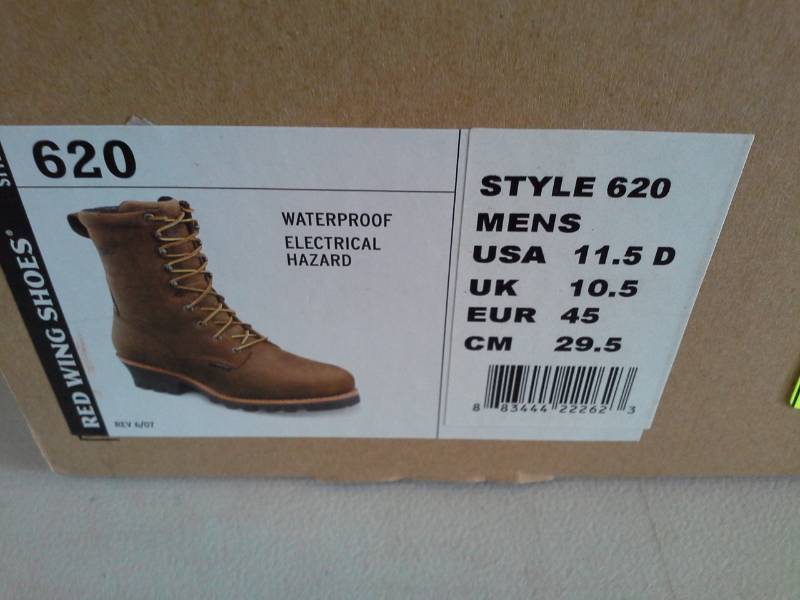 STY
620
RED WING SHOES®
WATERPROOF
ELECTRICAL
HAZARD
REV 6/07
STYLE 620
MENS
USA 11.5 D
UK 10.5
EUR 45
CM 29.5
8 83444 22262 3